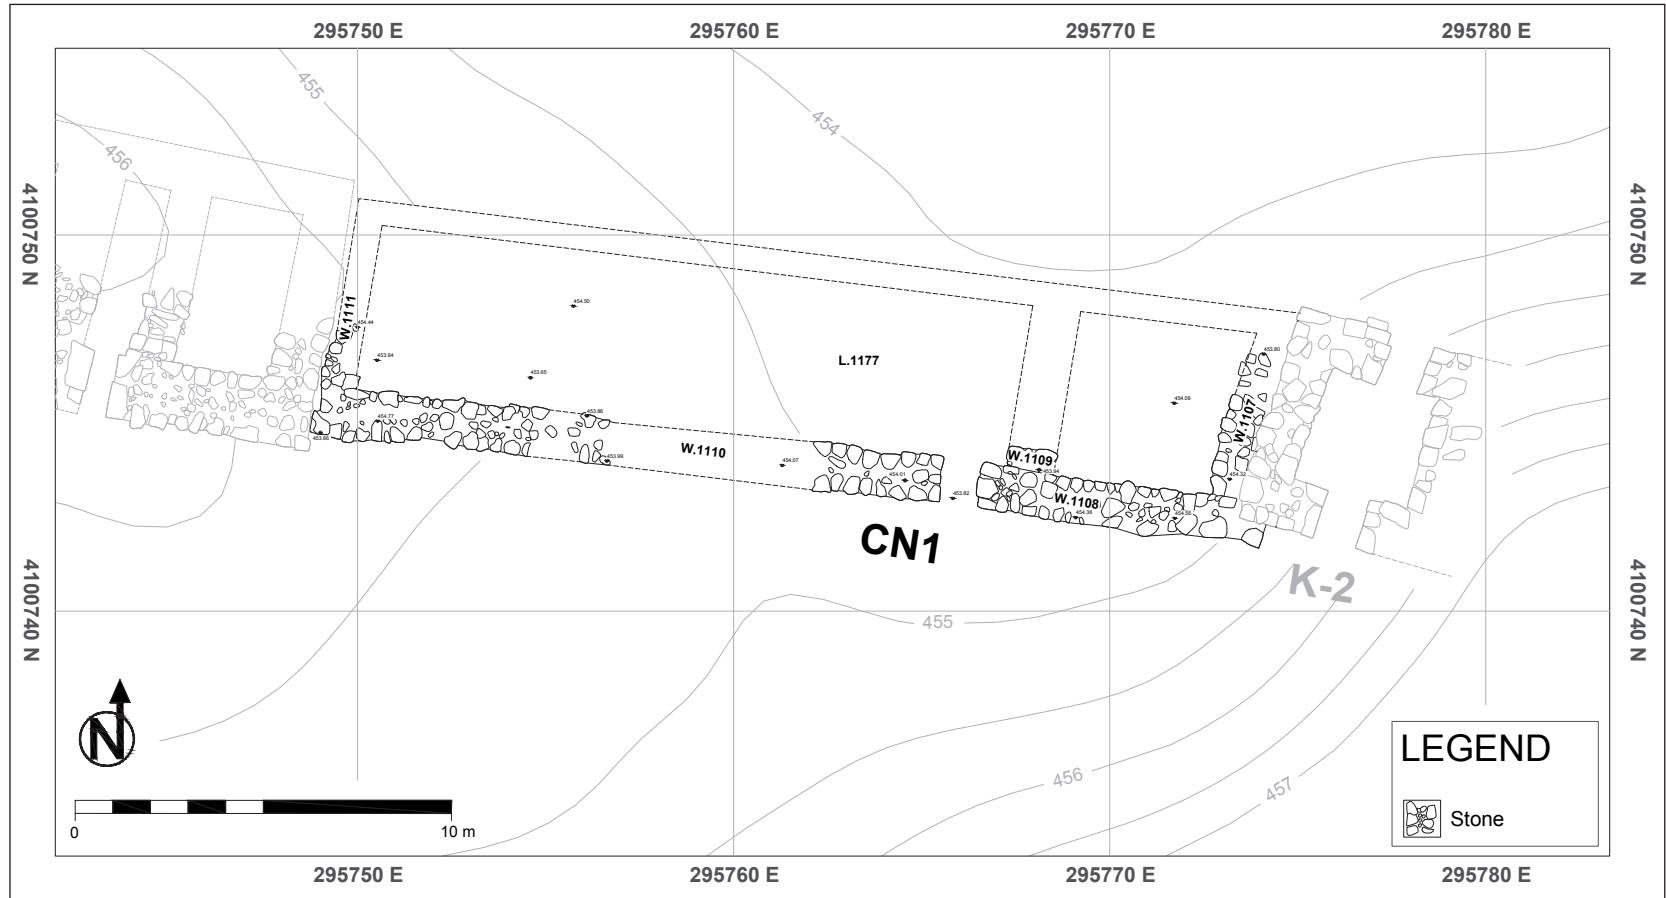 295750 E
295760 E
295770 E
295780 E
455
454
456
4100750 N
4100750 N
W.1111
454.44
454.50
453.94
453.65
L.1177
453.80
454.09
W.1107
454.77
453.86
453.86
453.99
W.1110
454.07
454.01
453.82
W.1109
453.94
W.1108
454.36
454.56
454.32
CN1
K-2
4100740 N
4100740 N
455
456
457
N
0
10 m
LEGEND
Stone
295750 E
295760 E
295770 E
295780 E